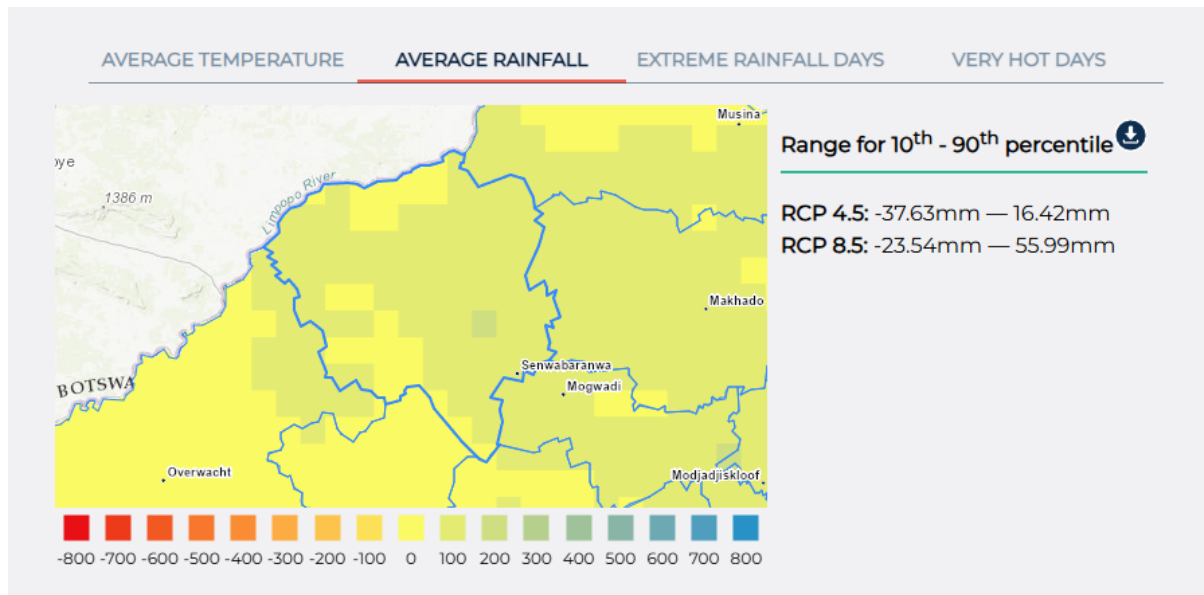 AVERAGE TEMPERATURE AVERAGE RAINFALL EXTREME RAINFALL DAYS VERY HOT DAYS
Musina
Range for 10th - 90th percentile
oye
1386 m
Limpopo River
RCP 4.5: -37.63mm — 16.42mm
RCP 8.5: -23.54mm — 55.99mm
Makhado
Senwabaranwa
BOTSWA
Mogwadi
Overwacht
Modjadjiskloof
-800 -700 -600 -500 -400 -300 -200 -100 0 100 200 300 400 500 600 700 800